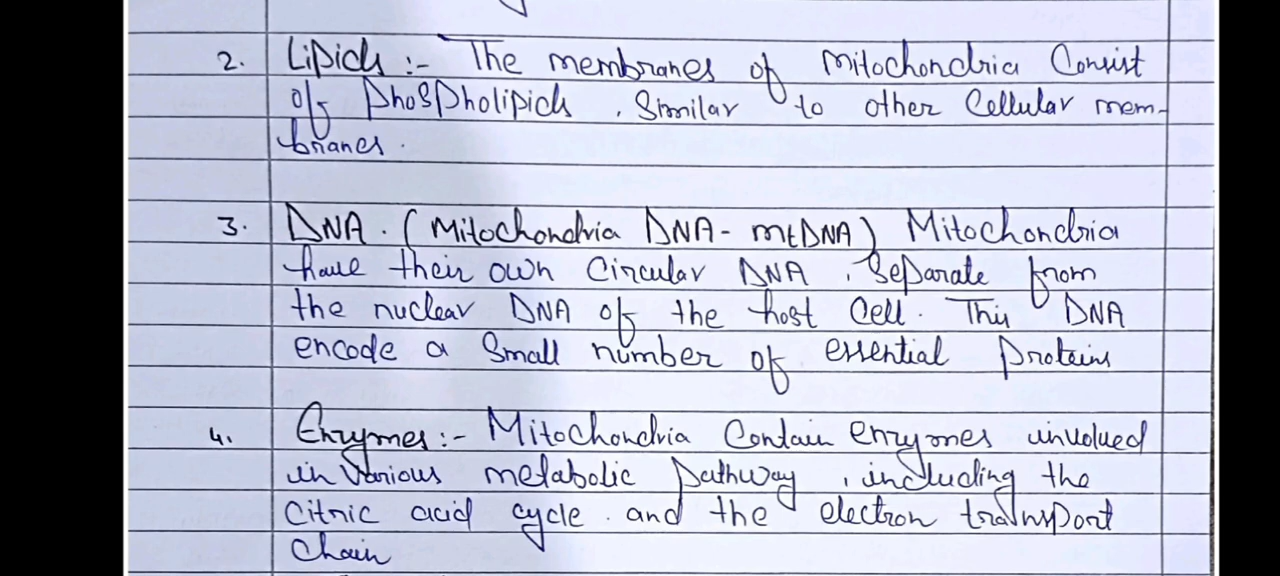 2. Lipids :- The membranes of mitochondria Consist
of phospholipids, Similar to other Cellular mem-
branes.
3. DNA. (Mitochondria DNA - mtDNA) Mitochondria
have their own Circular DNA, Separate from
the nuclear DNA of the host Cell. This DNA
encode a Small number of essential proteins
4. Enzymes :- Mitochondria Contain enzymes involved
in various metabolic pathway, including the
Citric acid cycle and the electron transport
Chain